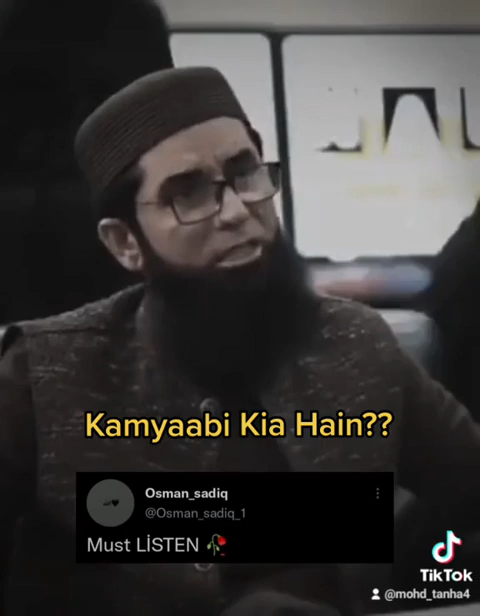 Kamyaabi Kia Hain??
Osman_sadiq
@Osman_sadiq_1
Must LİSTEN 🥀
TikTok
@mohd_tanha4